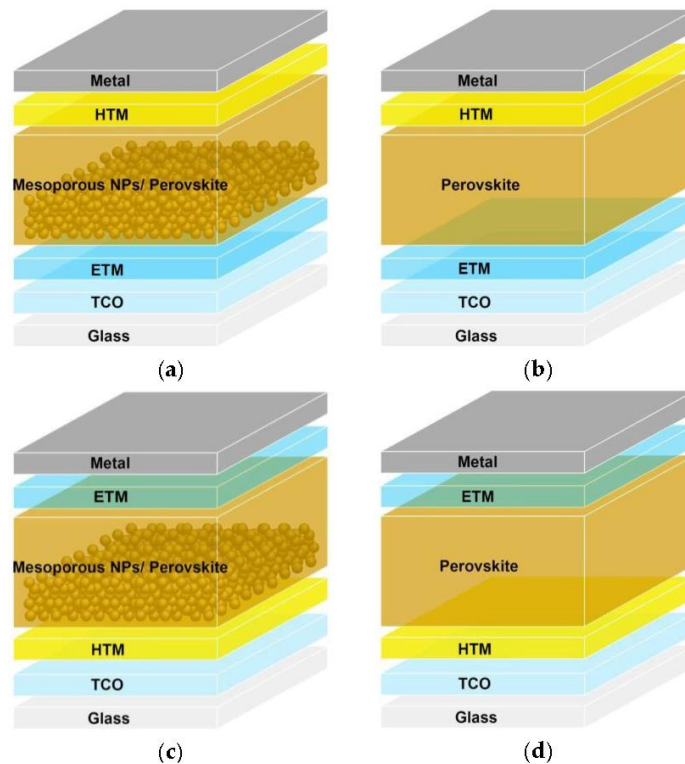 Metal
HTM
Mesoporous NPs/ Perovskite
ETM
TCO
Glass
(a)
Metal
HTM
Perovskite
ETM
TCO
Glass
(b)
Metal
ETM
Mesoporous NPs/ Perovskite
HTM
TCO
Glass
(c)
Metal
ETM
Perovskite
HTM
TCO
Glass
(d)